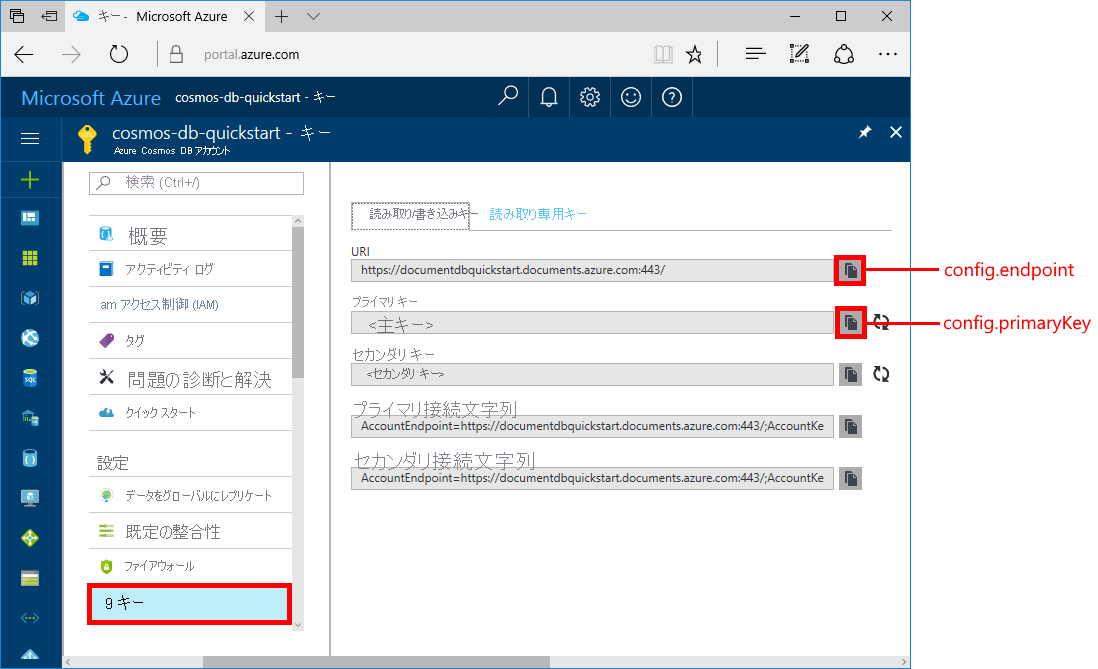 キー - Microsoft Azure
portal.azure.com
Microsoft Azure cosmos-db-quickstart - キー
cosmos-db-quickstart - キー
Azure Cosmos DB アカウント
検索 (Ctrl+/)
概要
アクティビティ ログ
am アクセス制御 (IAM)
タグ
問題の診断と解決
クイック スタート
設定
データをグローバルにレプリケート
既定の整合性
ファイアウォール
9 キー
読み取り/書き込みキー 読み取り専用キー
URI
https://documentdbquickstart.documents.azure.com:443/
config.endpoint
プライマリ キー
<主キー>
config.primaryKey
セカンダリ キー
<セカンダリ キー>
プライマリ接続文字列
AccountEndpoint=https://documentdbquickstart.documents.azure.com:443/;AccountKe
セカンダリ接続文字列
AccountEndpoint=https://documentdbquickstart.documents.azure.com:443/;AccountKe
SQL